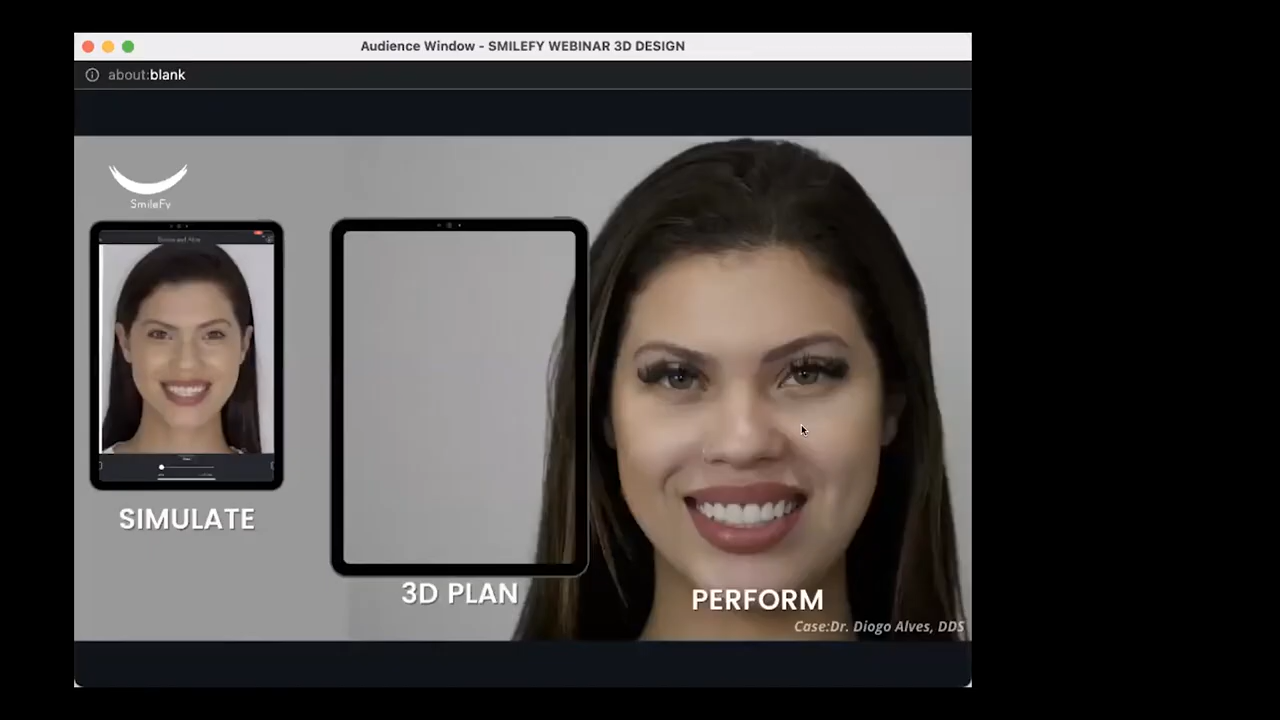 Audience Window - SMILEFY WEBINAR 3D DESIGN
about:blank
SmileFy
SIMULATE
3D PLAN
PERFORM
Case:Dr. Diogo Alves, DDS